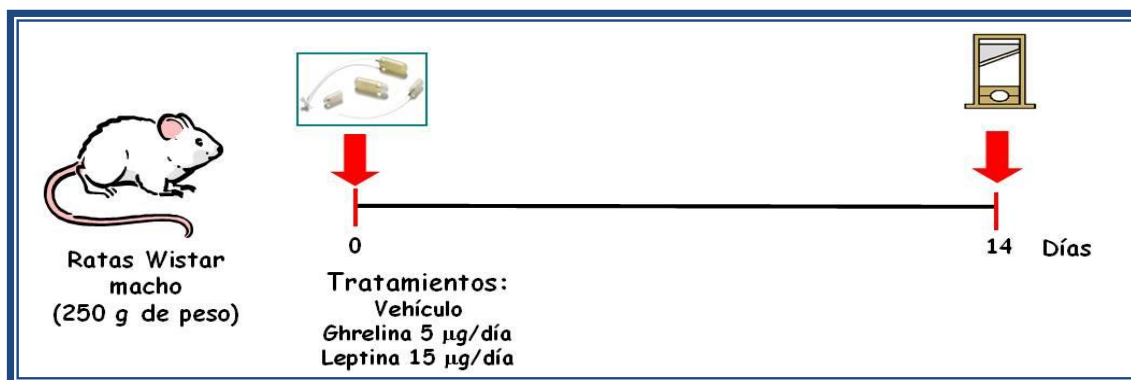 Ratas Wistar
macho
(250 g de peso)
0
14 Días
Tratamientos:
Vehículo
Ghrelina 5 μg/día
Leptina 15 μg/día